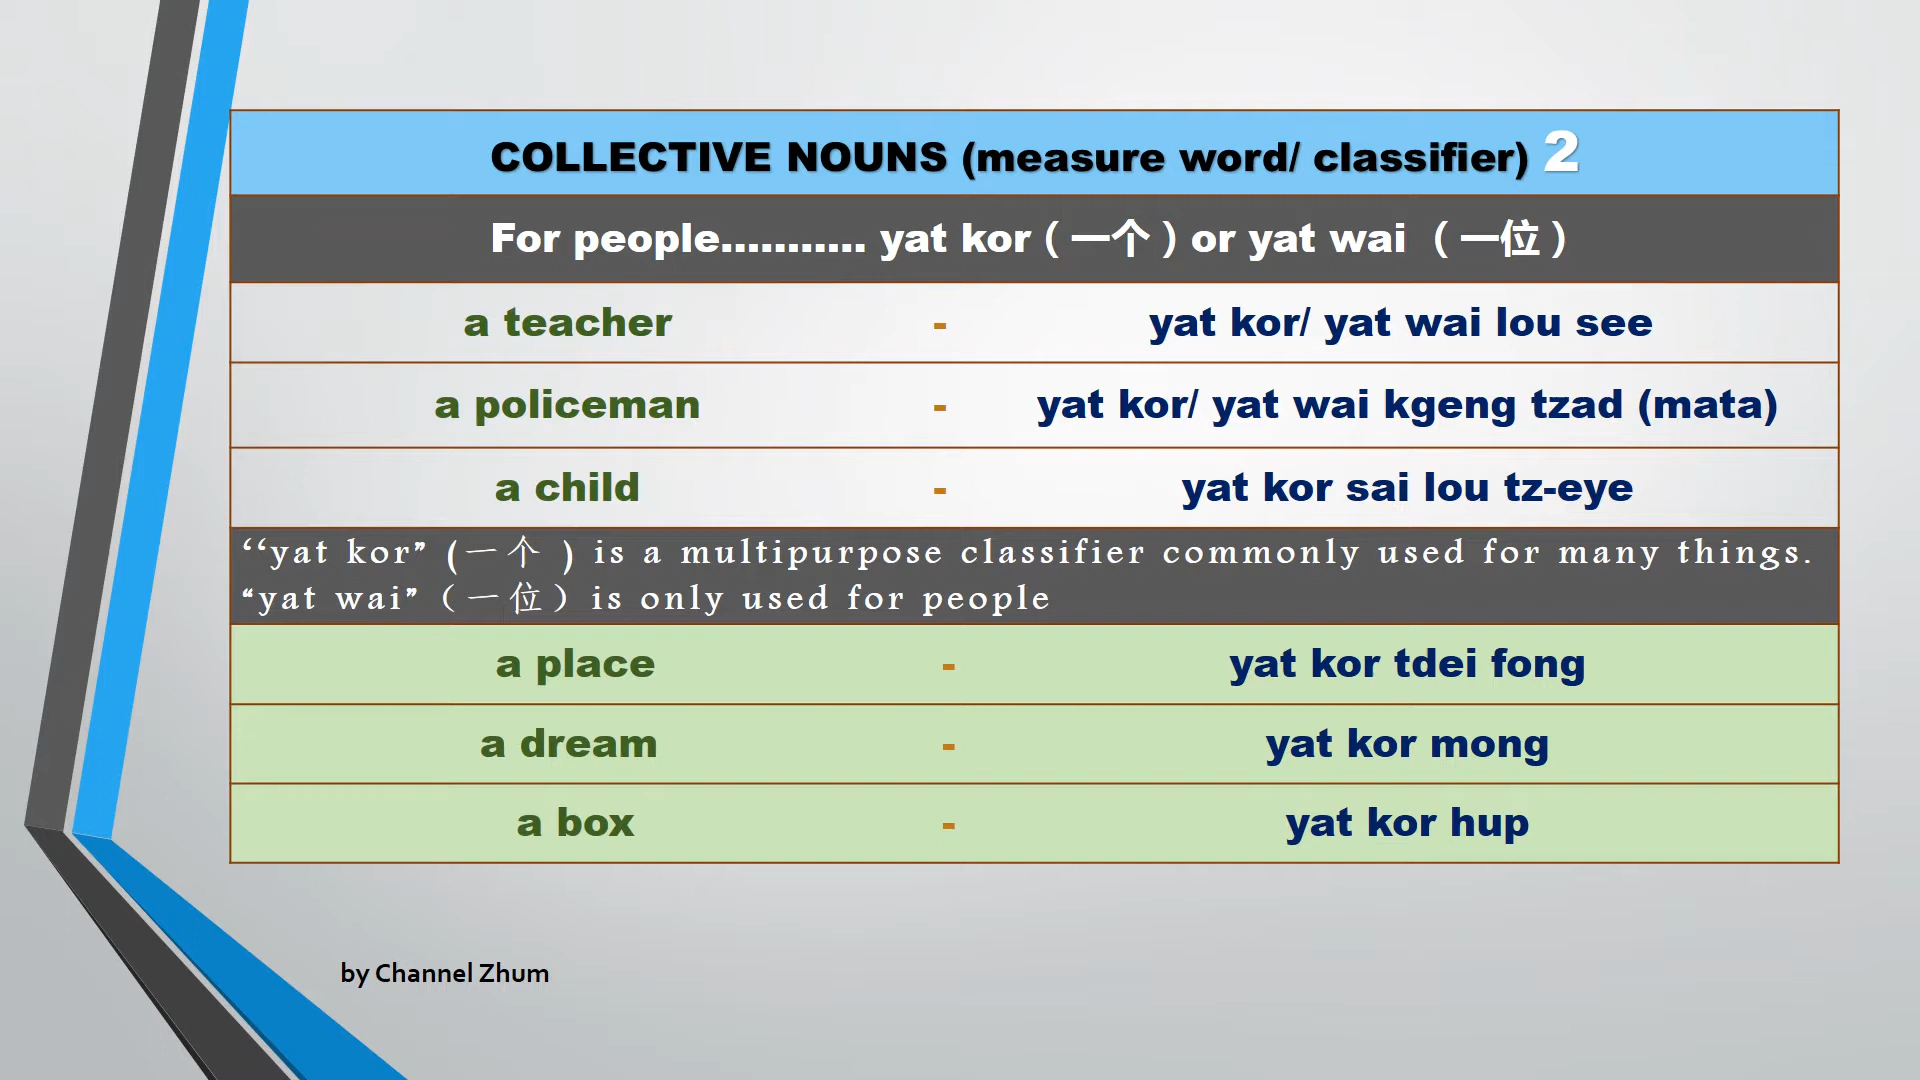 COLLECTIVE NOUNS (measure word/ classifier) 2
For people........... yat kor (一个) or yat wai （一位）
a teacher - yat kor/ yat wai lou see
a policeman - yat kor/ yat wai kgeng tzad (mata)
a child - yat kor sai lou tz-eye
‘‘yat kor” (一个 ) is a multipurpose classifier commonly used for many things.
“yat wai”（一位）is only used for people
a place - yat kor tdei fong
a dream - yat kor mong
a box - yat kor hup
by Channel Zhum